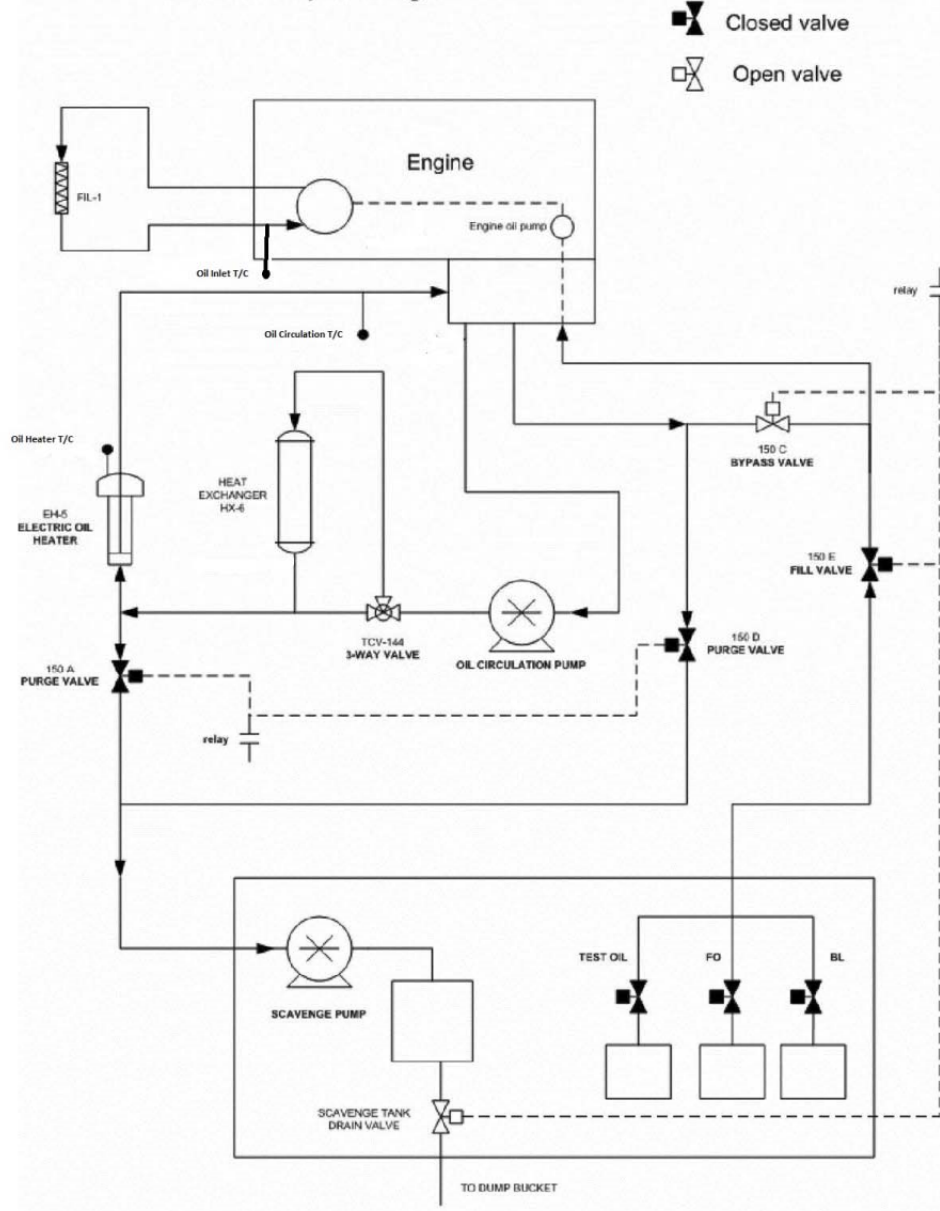 Closed valve
Open valve
Engine
FIL-1
Engine oil pump
Oil Inlet T/C
relay
Oil Circulation T/C
Oil Heater T/C
HEAT
EXCHANGER
HX-6
150 C
BYPASS VALVE
EH-5
ELECTRIC OIL
HEATER
150 E
FILL VALVE
TCV-144
3-WAY VALVE
OIL CIRCULATION PUMP
150 D
PURGE VALVE
150 A
PURGE VALVE
relay
TEST OIL
FO
BL
SCAVENGE PUMP
SCAVENGE TANK
DRAIN VALVE
TO DUMP BUCKET